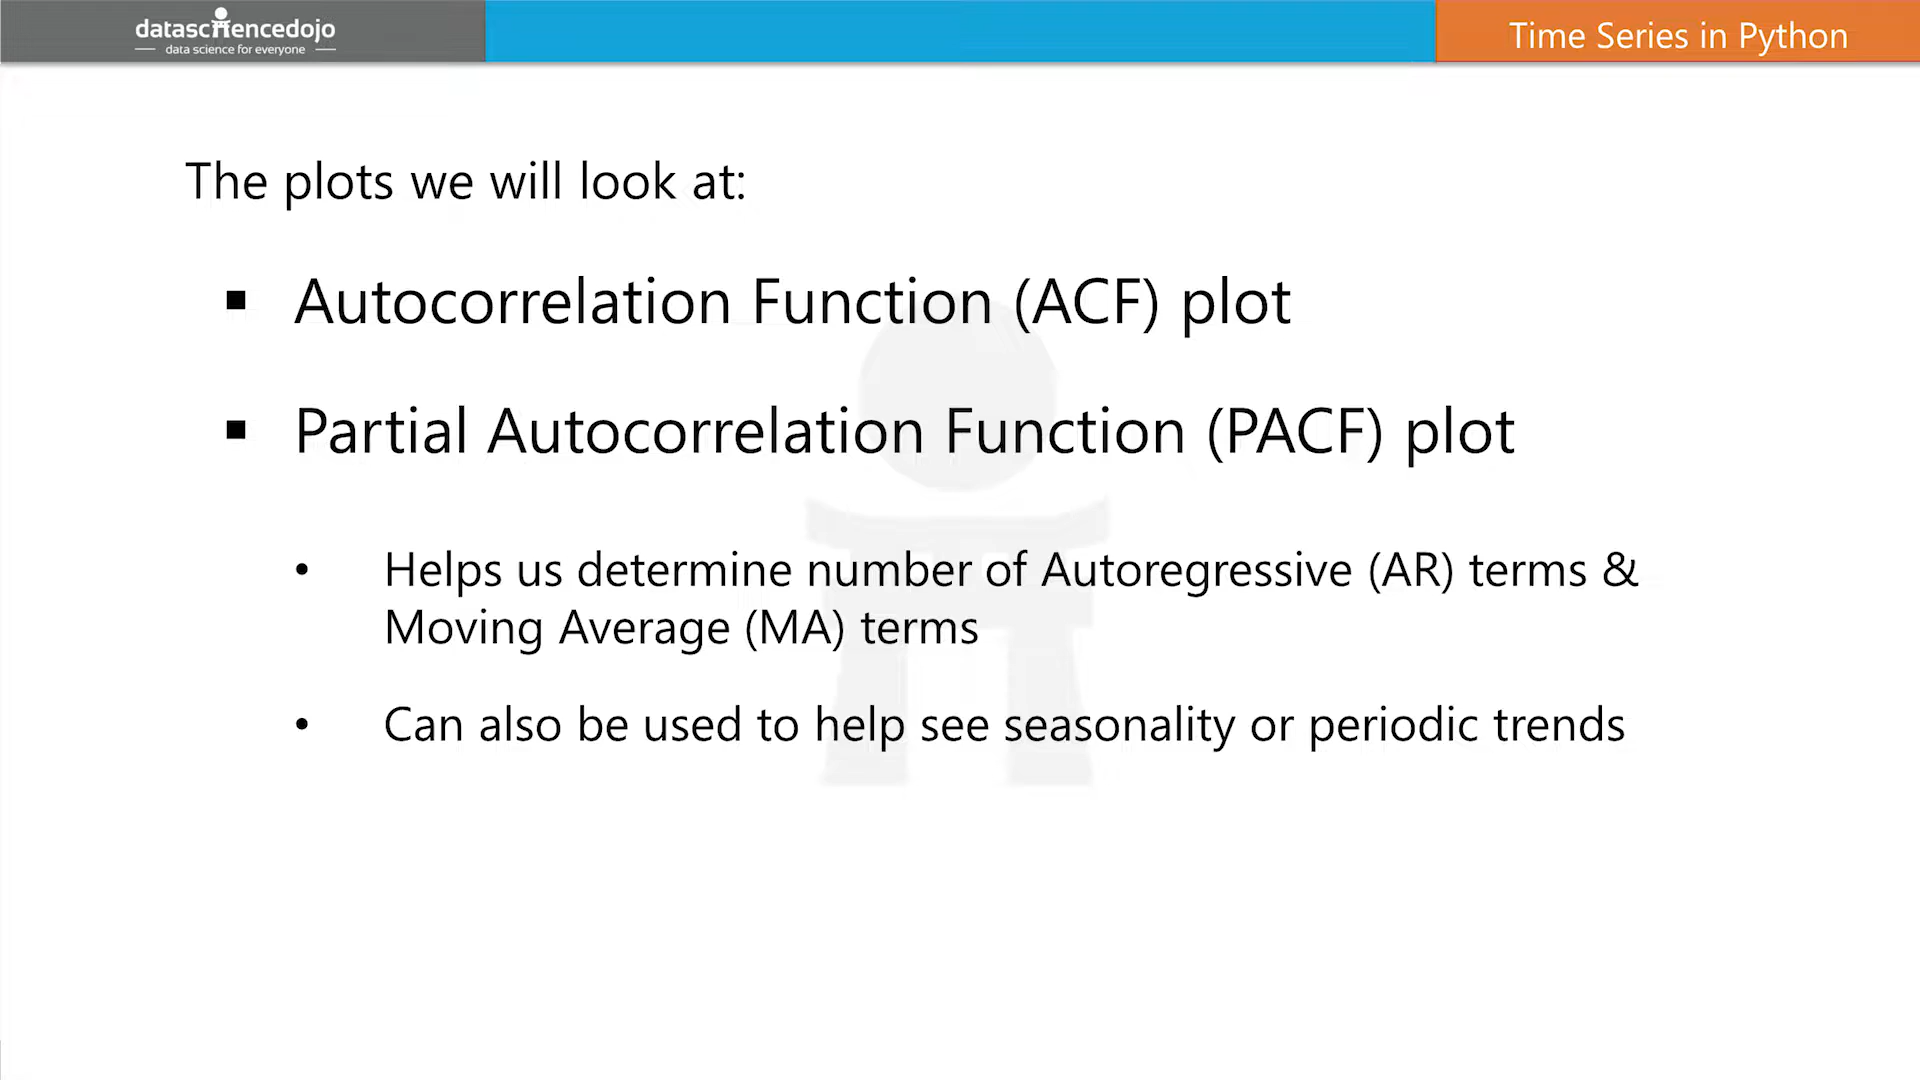 datasciencedojo
data science for everyone
Time Series in Python
The plots we will look at:
▪ Autocorrelation Function (ACF) plot
▪ Partial Autocorrelation Function (PACF) plot
• Helps us determine number of Autoregressive (AR) terms &
Moving Average (MA) terms
• Can also be used to help see seasonality or periodic trends